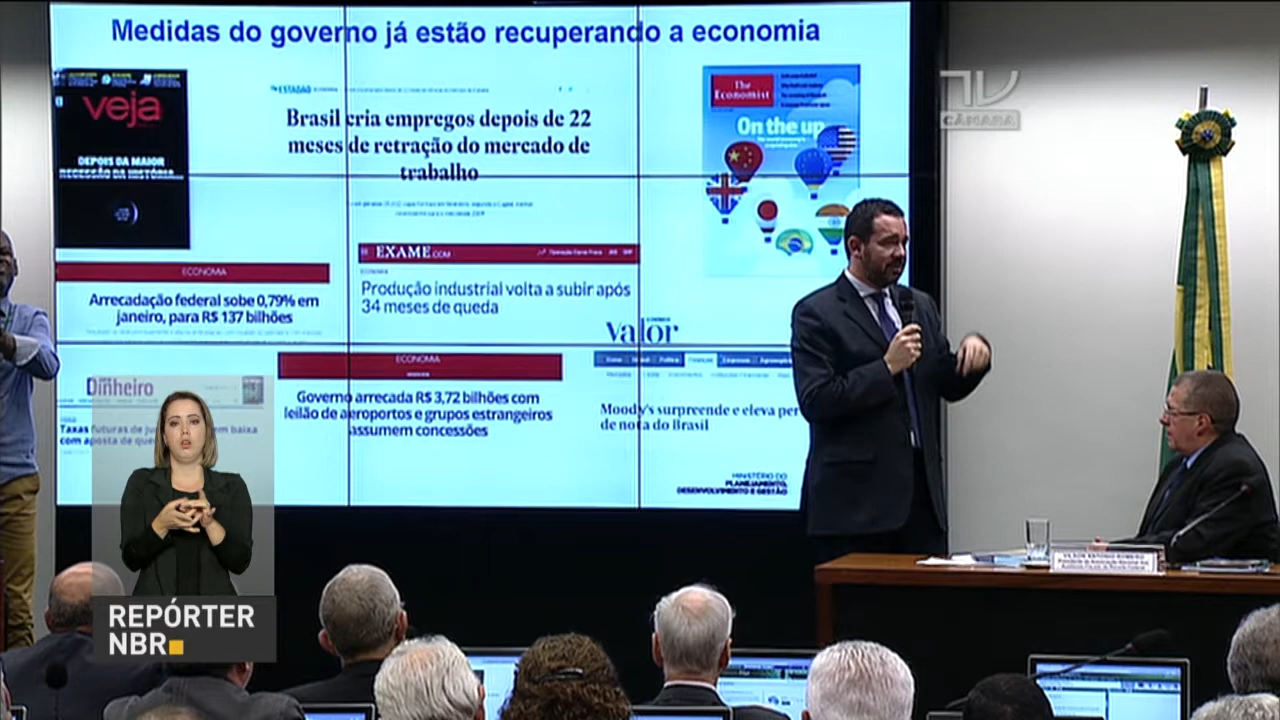 Medidas do governo já estão recuperando a economia
TV
CÂMARA
veja
DEPOIS DA MAIOR
RECESSÃO DA HISTÓRIA
ESTADÃO
Brasil cria empregos depois de 22
meses de retração do mercado de
trabalho
The
Economist
On the up
ECONOMIA
Arrecadação federal sobe 0,79% em
janeiro, para R$ 137 bilhões
EXAME.COM
ECONOMIA
Produção industrial volta a subir após
34 meses de queda
Valor
ECONOMIA
Governo arrecada R$ 3,72 bilhões com
leilão de aeroportos e grupos estrangeiros
assumem concessões
Dinheiro
Taxas futuras de em baixa
com aposta de
Moody's surpreende e eleva
de nota do Brasil
MINISTÉRIO DO
PLANEJAMENTO,
DESENVOLVIMENTO E GESTÃO
REPÓRTER
NBR